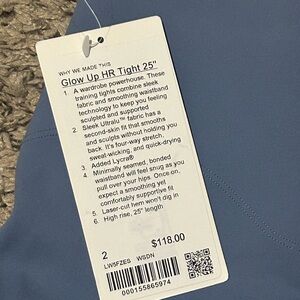 WHY WE MADE THIS
Glow Up HR Tight 25"
1. A wardrobe powerhouse. These
training tights combine sleek
fabric and smoothing waistband
technology to keep you feeling
sculpted and supported
2 Sleek Ultralu™ fabric has a
second-skin fit that smooths
and sculpts without holding you
back. It's four-way stretch,
sweat-wicking, and quick-drying
3 Added Lycra®
4 Minimally seamed, bonded
waistband will feel snug as you
pull over your hips. Once on,
expect a smoothing yet
comfortably supportive fit
5. Laser-cut hem won't dig in
6 High rise, 25" length
2 $118.00
LW5FZES WSDN
000155865974